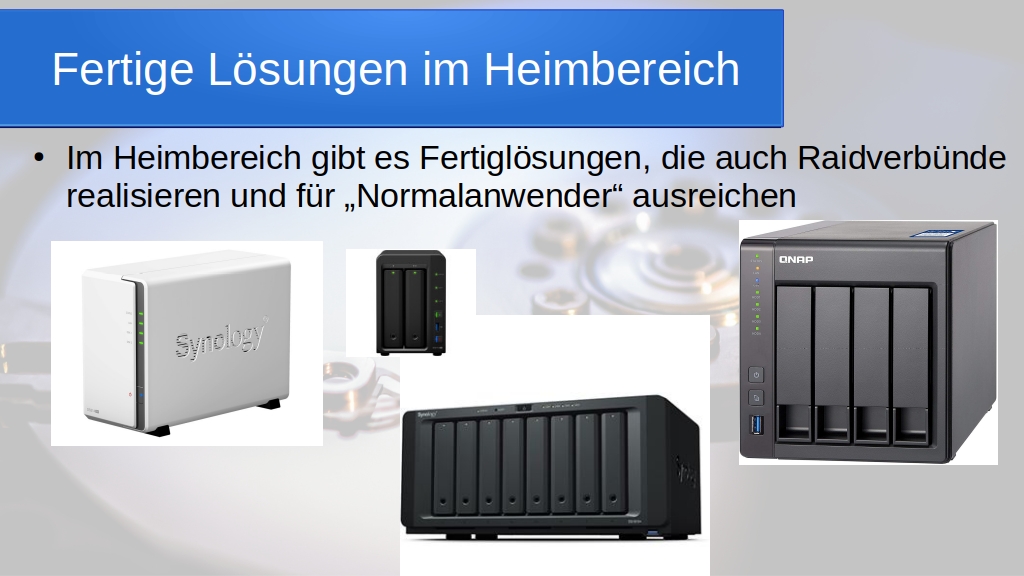 Fertige Lösungen im Heimbereich
• Im Heimbereich gibt es Fertiglösungen, die auch Raidverbünde
realisieren und für „Normalanwender“ ausreichen
Synology
Synology
QNAP